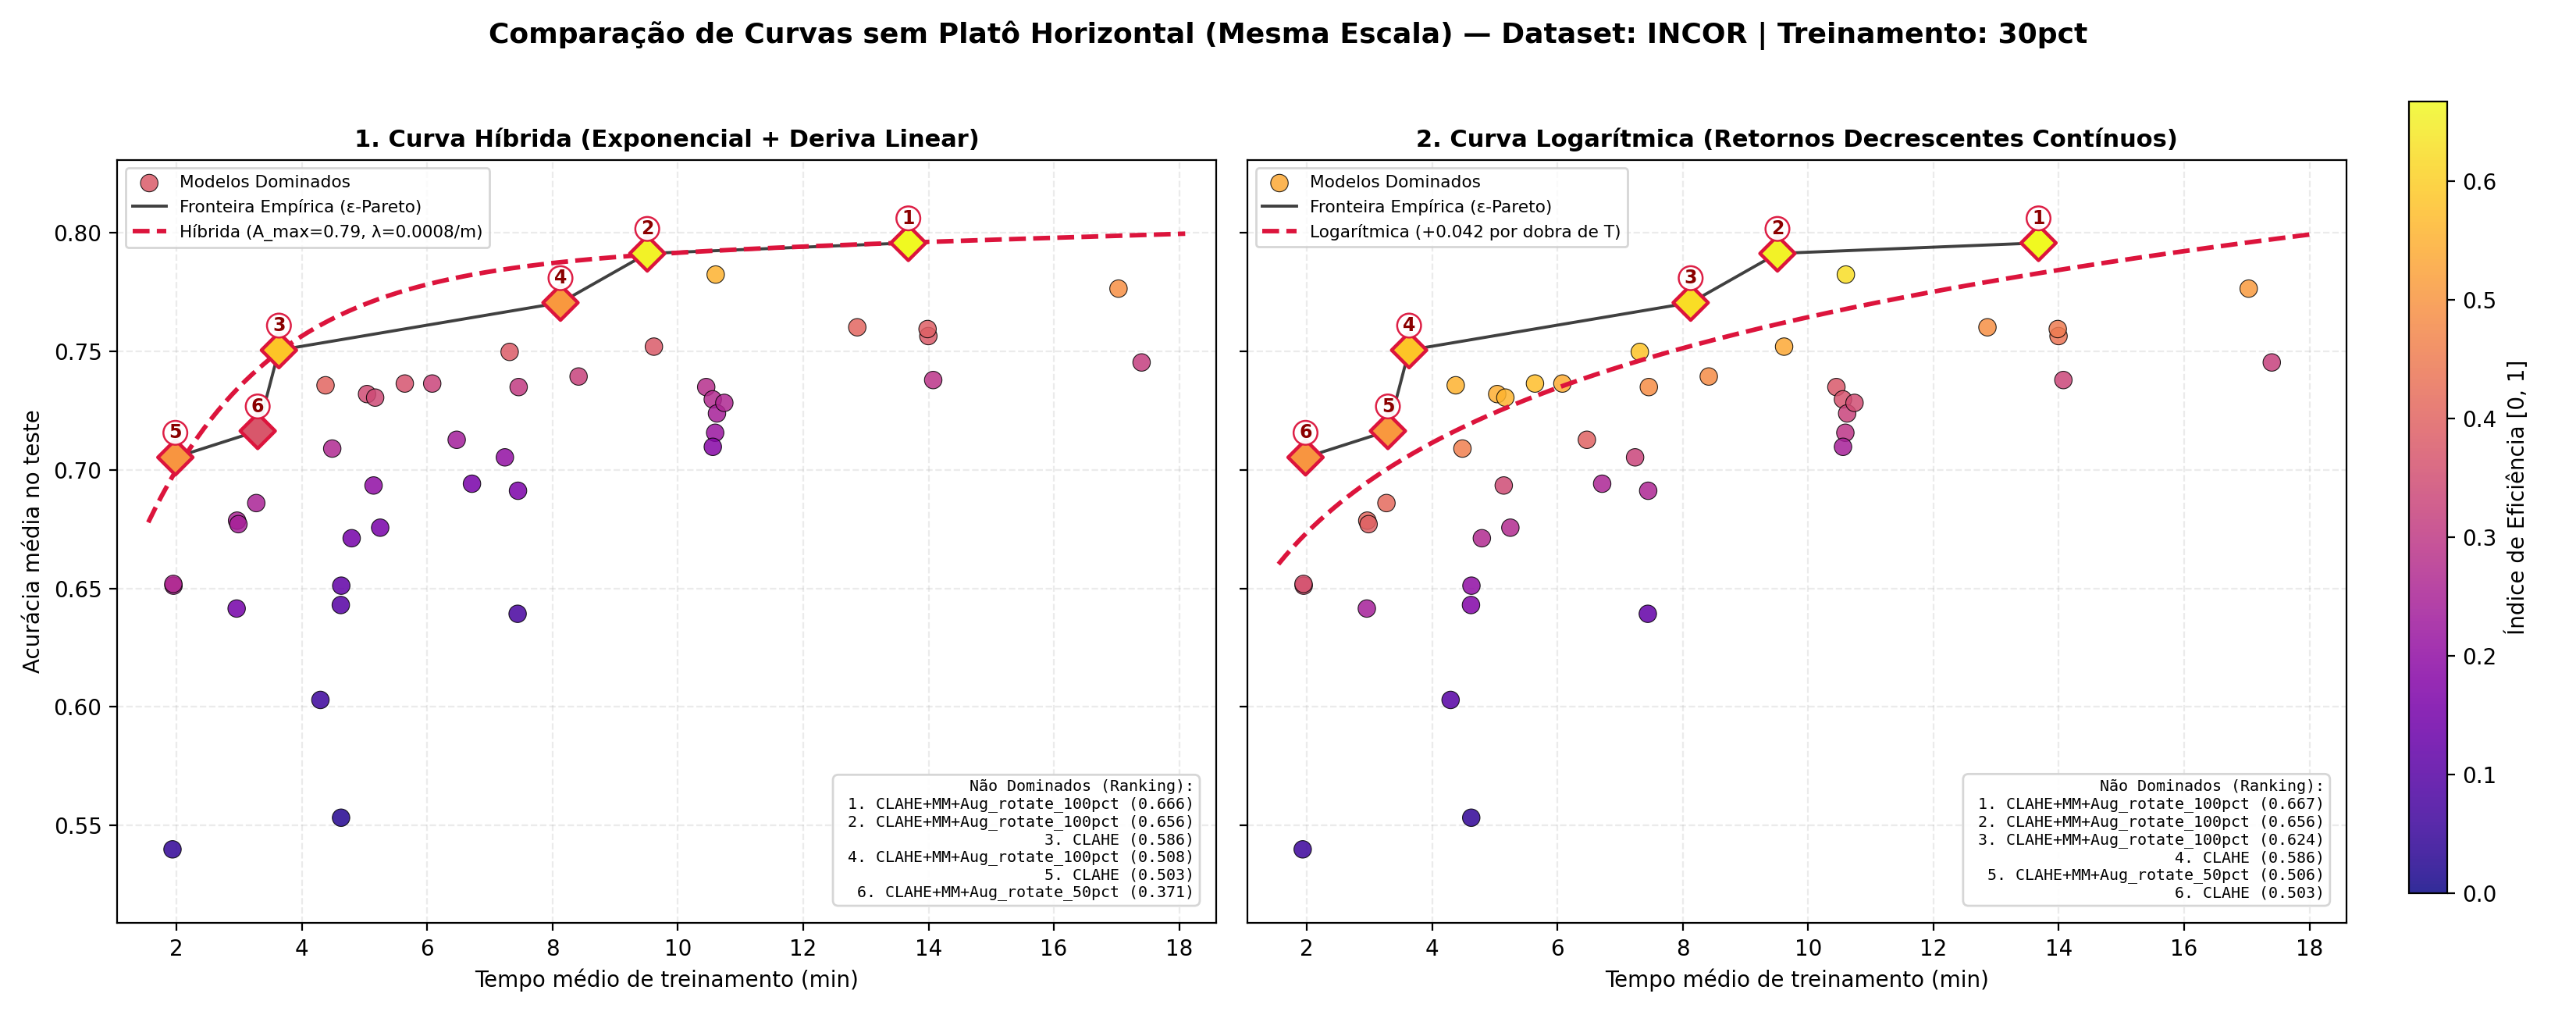 Comparação de Curvas sem Platô Horizontal (Mesma Escala) — Dataset: INCOR | Treinamento: 30pct
1. Curva Híbrida (Exponencial + Deriva Linear)
Modelos Dominados
Fronteira Empírica (ε-Pareto)
Híbrida (A_max=0.79, λ=0.0008/m)
Acurácia média no teste
0.80
0.75
0.70
0.65
0.60
0.55
1
2
3
4
5
6
Não Dominados (Ranking):
1. CLAHE+MM+Aug_rotate_100pct (0.666)
2. CLAHE+MM+Aug_rotate_100pct (0.656)
3. CLAHE (0.586)
4. CLAHE+MM+Aug_rotate_100pct (0.508)
5. CLAHE (0.503)
6. CLAHE+MM+Aug_rotate_50pct (0.371)
2 4 6 8 10 12 14 16 18
Tempo médio de treinamento (min)
2. Curva Logarítmica (Retornos Decrescentes Contínuos)
Modelos Dominados
Fronteira Empírica (ε-Pareto)
Logarítmica (+0.042 por dobra de T)
1
2
3
4
5
6
Não Dominados (Ranking):
1. CLAHE+MM+Aug_rotate_100pct (0.667)
2. CLAHE+MM+Aug_rotate_100pct (0.656)
3. CLAHE+MM+Aug_rotate_100pct (0.624)
4. CLAHE (0.586)
5. CLAHE+MM+Aug_rotate_50pct (0.506)
6. CLAHE (0.503)
2 4 6 8 10 12 14 16 18
Tempo médio de treinamento (min)
0.6
0.5
0.4
0.3
0.2
0.1
0.0
Índice de Eficiência [0, 1]